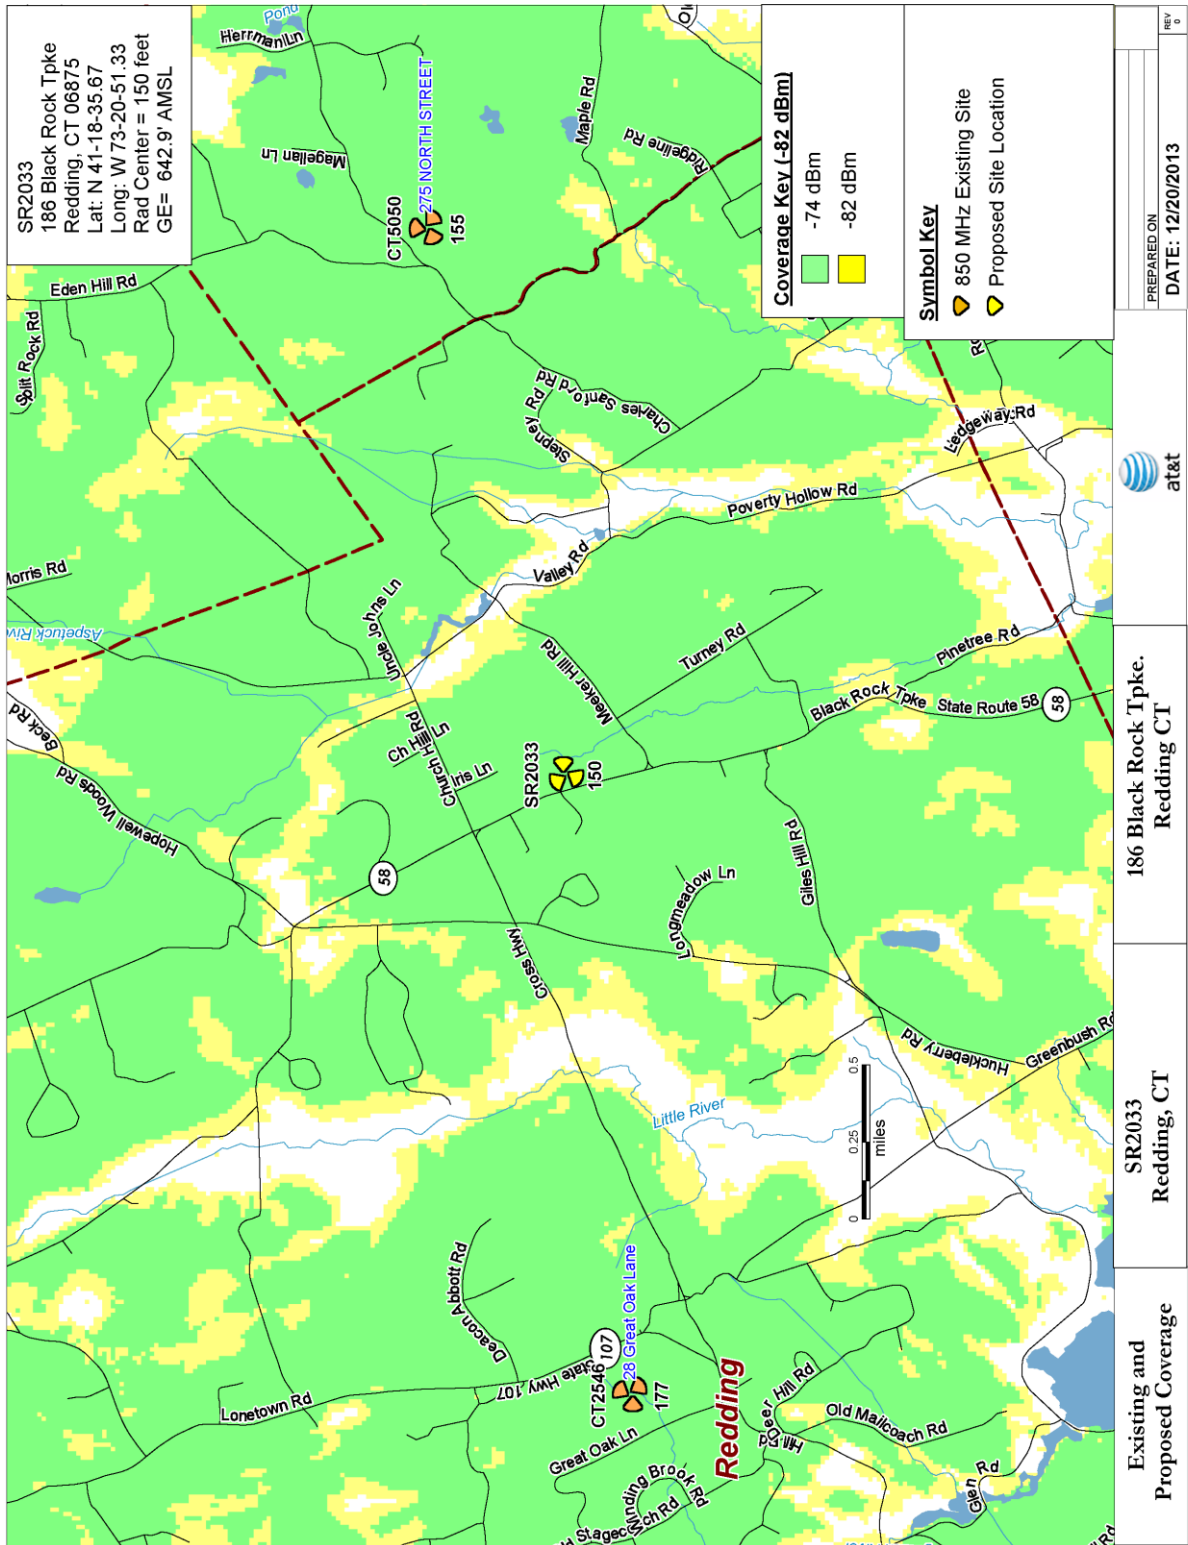 SR2033
186 Black Rock Tpke
Redding, CT 06875
Lat: N 41-18-35.67
Long: W 73-20-51.33
Rad Center = 150 feet
GE= 642.9' AMSL
Pond
Herrman Ln
Magellan Ln
Maple Rd
Ridgeline Rd
CT5050
275 NORTH STREET
155
Eden Hill Rd
Split Rock Rd
Charles Sanford Rd
Stepney Rd
Ledgeway Rd
Poverty Hollow Rd
Valley Rd
Morris Rd
Aspetuck Riv
Uncle Johns Ln
Beck Rd
Hopewell Woods Rd
Ch Hill Ln
Church Hill Rd
Iris Ln
Meeker Hill Rd
Turney Rd
Pinetree Rd
Black Rock Tpke
State Route 58
58
SR2033
150
58
Giles Hill Rd
Longmeadow Ln
Cross Hwy
Huckleberry Rd
Greenbush Rd
Little River
0
0.25
0.5
miles
Deacon Abbott Rd
Lonetown Rd
State Hwy 107
107
CT2546
28 Great Oak Lane
177
Redding
Great Oak Ln
Winding Brook Rd
d Stagecoach Rd
Deer Hill Rd
Hill Rd
Old Mailcoach Rd
Glen Rd
Coverage Key (-82 dBm)
-74 dBm
-82 dBm
Symbol Key
850 MHz Existing Site
Proposed Site Location
Existing and
Proposed Coverage
SR2033
Redding, CT
186 Black Rock Tpke.
Redding CT
at&t
PREPARED ON
DATE: 12/20/2013
REV
0